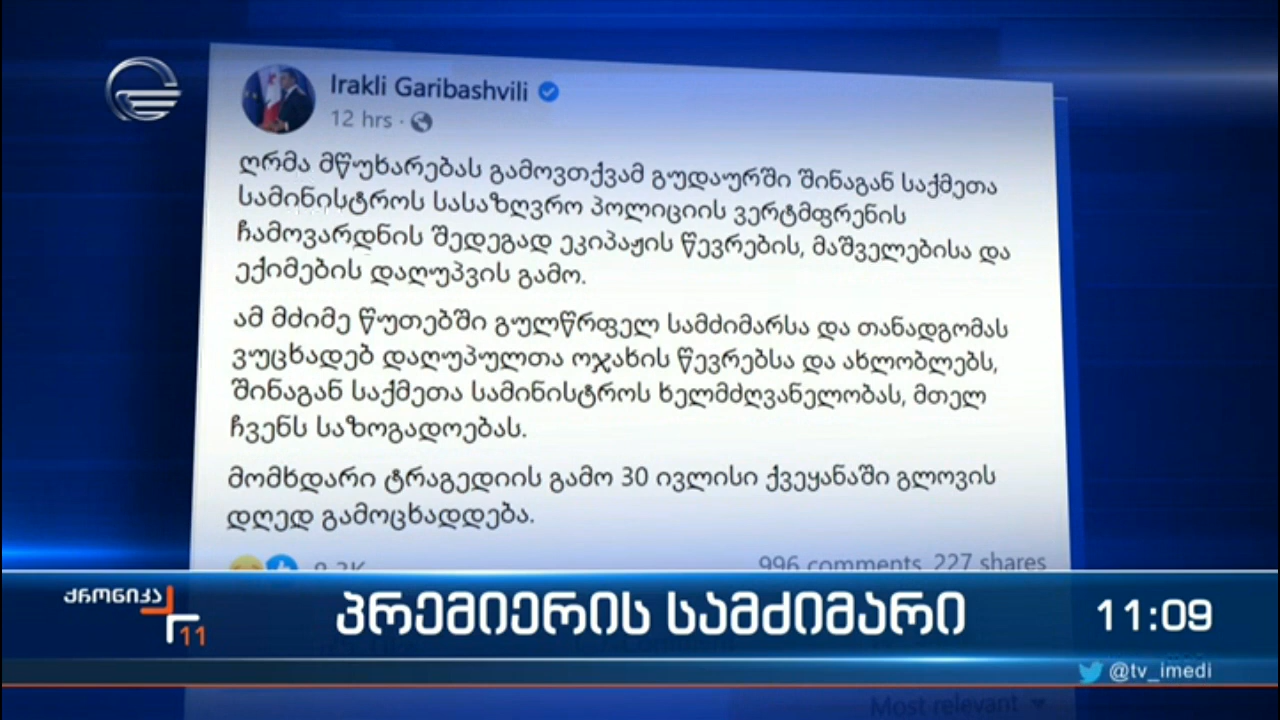 Irakli Garibashvili
12 hrs ·
ღრმა მწუხარებას გამოვთქვამ გუდაურში შინაგან საქმეთა
სამინისტროს სასაზღვრო პოლიციის ვერტმფრენის
ჩამოვარდნის შედეგად ეკიპაჟის წევრების, მაშველებისა და
ექიმების დაღუპვის გამო.
ამ მძიმე წუთებში გულწრფელ სამძიმარსა და თანადგომას
ვუცხადებ დაღუპულთა ოჯახის წევრებსა და ახლობლებს,
შინაგან საქმეთა სამინისტროს ხელმძღვანელობას, მთელ
ჩვენს საზოგადოებას.
მომხდარი ტრაგედიის გამო 30 ივლისი ქვეყანაში გლოვის
დღედ გამოცხადდება.
996 comments 227 shares
ქრონიკა
11
პრემიერის სამძიმარი
11:09
@tv_imedi
Most relevant